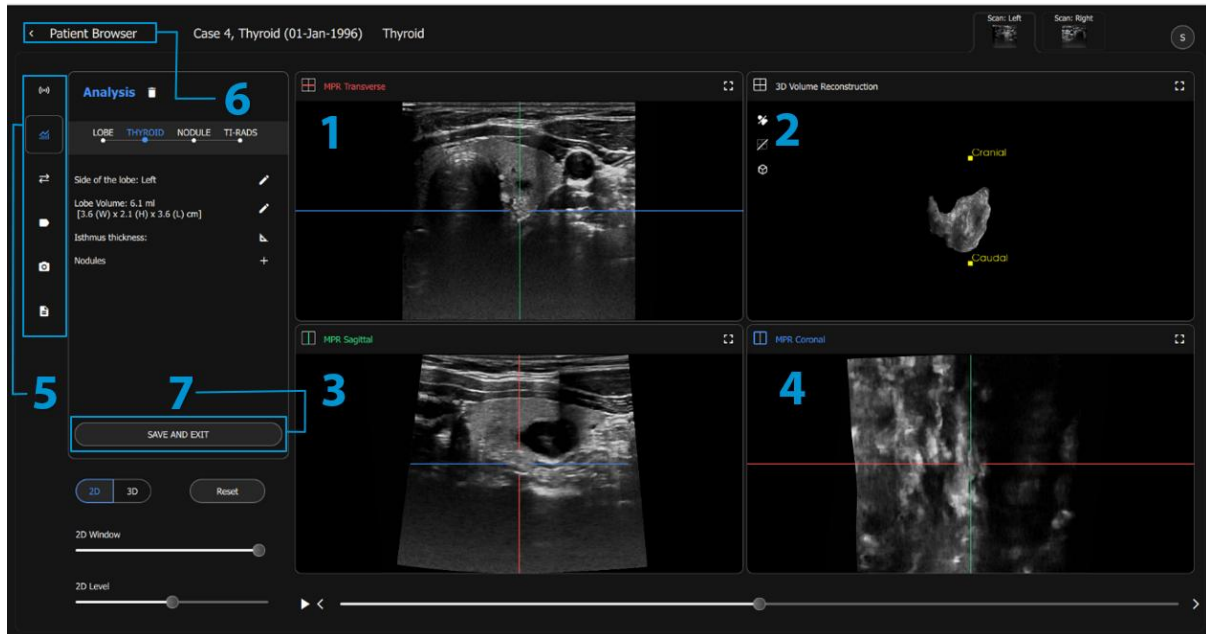 Patient Browser
Case 4, Thyroid (01-Jan-1996) Thyroid
Scan: Left
Scan: Right
S
Analysis
6
LOBE THYROID NODULE TI-RADS
Side of the lobe: Left
Lobe Volume: 6.1 ml
[3.6 (W) x 2.1 (H) x 3.6 (L) cm]
Isthmus thickness:
Nodules
5
7
SAVE AND EXIT
2D 3D Reset
2D Window
2D Level
MPR Transverse
1
3D Volume Reconstruction
2
Cranial
Caudal
MPR Sagittal
3
MPR Coronal
4